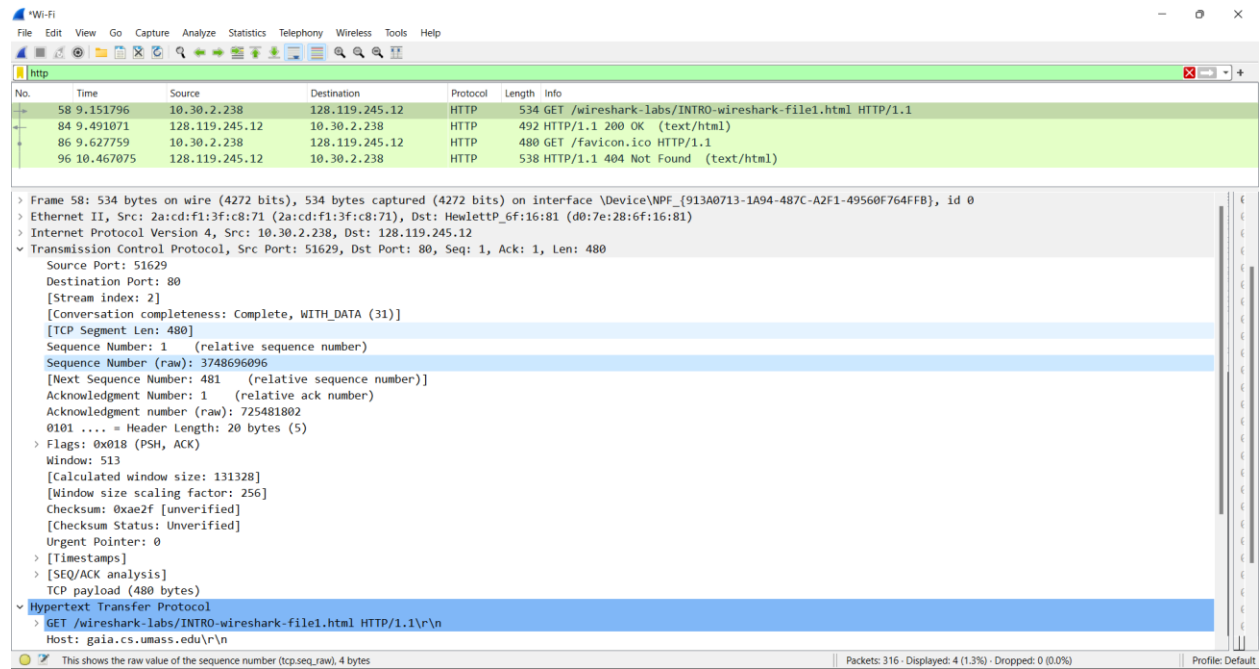 *Wi-Fi
File Edit View Go Capture Analyze Statistics Telephony Wireless Tools Help
http
No. Time Source Destination Protocol Length Info
58 9.151796 10.30.2.238 128.119.245.12 HTTP 534 GET /wireshark-labs/INTRO-wireshark-file1.html HTTP/1.1
84 9.491071 128.119.245.12 10.30.2.238 HTTP 492 HTTP/1.1 200 OK (text/html)
86 9.627759 10.30.2.238 128.119.245.12 HTTP 480 GET /favicon.ico HTTP/1.1
96 10.467075 128.119.245.12 10.30.2.238 HTTP 538 HTTP/1.1 404 Not Found (text/html)
Frame 58: 534 bytes on wire (4272 bits), 534 bytes captured (4272 bits) on interface \Device\NPF_{913A0713-1A94-487C-A2F1-49560F764FFB}, id 0
Ethernet II, Src: 2a:cd:f1:3f:c8:71 (2a:cd:f1:3f:c8:71), Dst: HewlettP_6f:16:81 (d0:7e:28:6f:16:81)
Internet Protocol Version 4, Src: 10.30.2.238, Dst: 128.119.245.12
Transmission Control Protocol, Src Port: 51629, Dst Port: 80, Seq: 1, Ack: 1, Len: 480
Source Port: 51629
Destination Port: 80
[Stream index: 2]
[Conversation completeness: Complete, WITH_DATA (31)]
[TCP Segment Len: 480]
Sequence Number: 1 (relative sequence number)
Sequence Number (raw): 3748696096
[Next Sequence Number: 481 (relative sequence number)]
Acknowledgment Number: 1 (relative ack number)
Acknowledgment number (raw): 725481802
0101 .... = Header Length: 20 bytes (5)
Flags: 0x018 (PSH, ACK)
Window: 513
[Calculated window size: 131328]
[Window size scaling factor: 256]
Checksum: 0xae2f [unverified]
[Checksum Status: Unverified]
Urgent Pointer: 0
[Timestamps]
[SEQ/ACK analysis]
TCP payload (480 bytes)
Hypertext Transfer Protocol
GET /wireshark-labs/INTRO-wireshark-file1.html HTTP/1.1\r\n
Host: gaia.cs.umass.edu\r\n
This shows the raw value of the sequence number (tcp.seq_raw), 4 bytes Packets: 316 · Displayed: 4 (1.3%) · Dropped: 0 (0.0%) Profile: Default